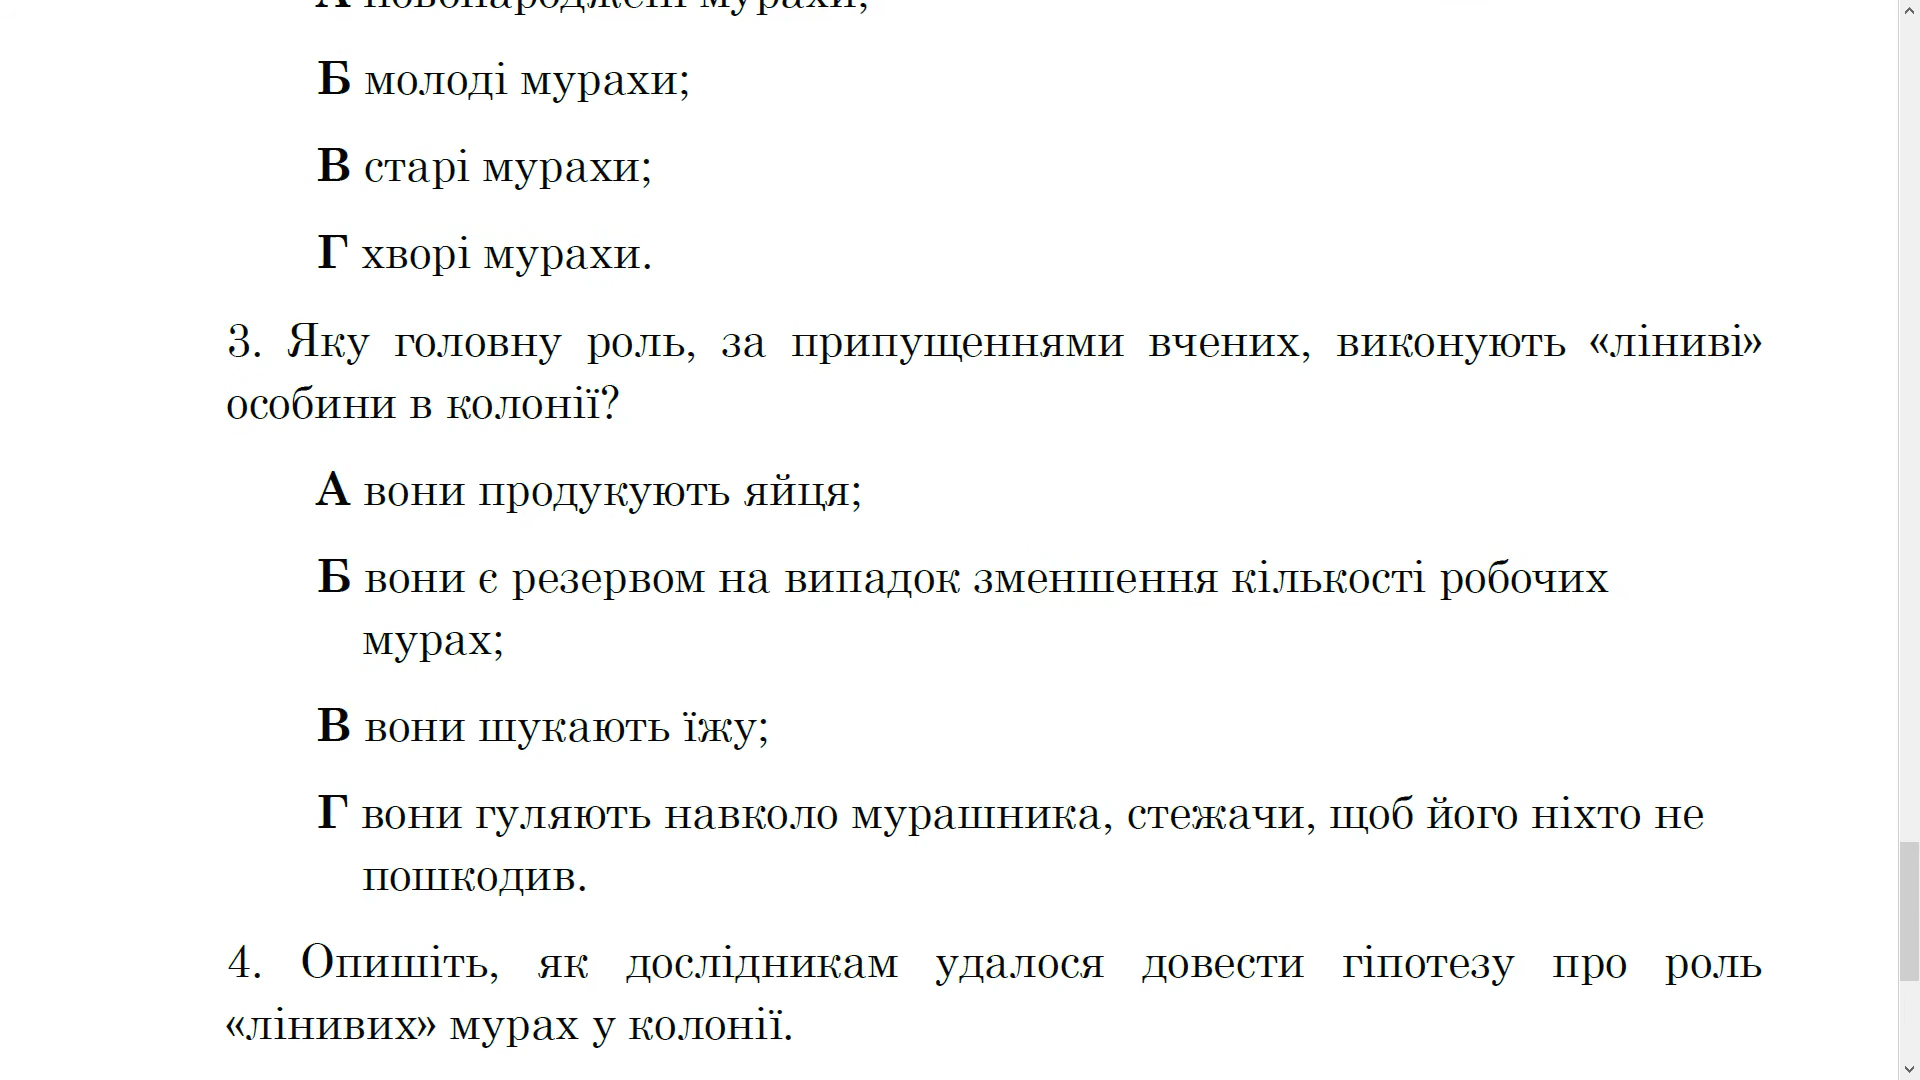 А новонароджені мурахи;
Б молоді мурахи;
В старі мурахи;
Г хворі мурахи.
3. Яку головну роль, за припущеннями вчених, виконують «ліниві»
особини в колонії?
А вони продукують яйця;
Б вони є резервом на випадок зменшення кількості робочих
мурах;
В вони шукають їжу;
Г вони гуляють навколо мурашника, стежачи, щоб його ніхто не
пошкодив.
4. Опишіть, як дослідникам удалося довести гіпотезу про роль
«лінивих» мурах у колонії.